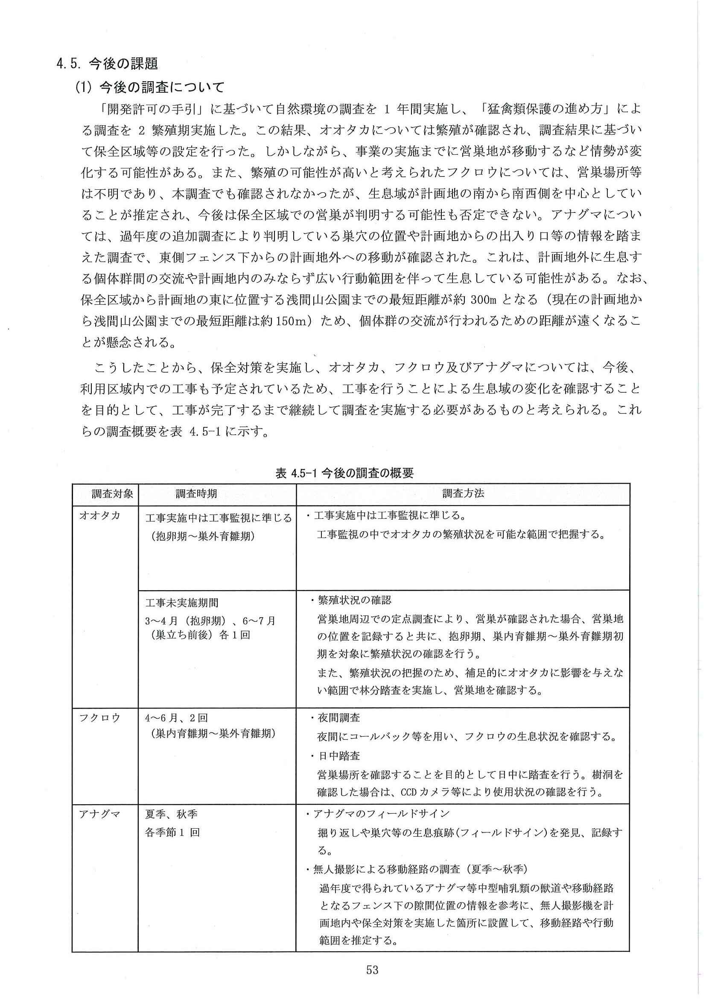 4.5. 今後の課題
(1) 今後の調査について
「開発許可の手引」に基づいて自然環境の調査を 1 年間実施し、「猛禽類保護の進め方」によ
る調査を 2 繁殖期実施した。この結果、オオタカについては繁殖が確認され、調査結果に基づい
て保全区域等の設定を行った。しかしながら、事業の実施までに営巣地が移動するなど情勢が変
化する可能性がある。また、繁殖の可能性が高いと考えられたフクロウについては、営巣場所等
は不明であり、本調査でも確認されなかったが、生息域が計画地の南から南西側を中心としてい
ることが推定され、今後は保全区域での営巣が判明する可能性も否定できない。アナグマについ
ては、過年度の追加調査により判明している巣穴の位置や計画地からの出入り口等の情報を踏ま
えた調査で、東側フェンス下からの計画地外への移動が確認された。これは、計画地外に生息す
る個体群間の交流や計画地内のみならず広い行動範囲を伴って生息している可能性がある。なお、
保全区域から計画地の東に位置する浅間山公園までの最短距離が約 300m となる（現在の計画地か
ら浅間山公園までの最短距離は約 150m）ため、個体群の交流が行われるための距離が遠くなるこ
とが懸念される。
こうしたことから、保全対策を実施し、オオタカ、フクロウ及びアナグマについては、今後、
利用区域内での工事も予定されているため、工事を行うことによる生息域の変化を確認すること
を目的として、工事が完了するまで継続して調査を実施する必要があるものと考えられる。これ
らの調査概要を表 4.5-1 に示す。
表 4.5-1 今後の調査の概要
調査対象 調査時期 調査方法
オオタカ
工事実施中は工事監視に準じる
（抱卵期～巣外育雛期）
・工事実施中は工事監視に準じる。
工事監視の中でオオタカの繁殖状況を可能な範囲で把握する。
工事未実施期間
3～4 月（抱卵期）、6～7 月
（巣立ち前後）各 1 回
・繁殖状況の確認
営巣地周辺での定点調査により、営巣が確認された場合、営巣地
の位置を記録すると共に、抱卵期、巣内育雛期～巣外育雛期初
期を対象に繁殖状況の確認を行う。
また、繁殖状況の把握のため、補足的にオオタカに影響を与えな
い範囲で林分踏査を実施し、営巣地を確認する。
フクロウ
4～6 月、2 回
（巣内育雛期～巣外育雛期）
・夜間調査
夜間にコールバック等を用い、フクロウの生息状況を確認する。
・日中踏査
営巣場所を確認することを目的として日中に踏査を行う。樹洞を
確認した場合は、CCD カメラ等により使用状況の確認を行う。
アナグマ
夏季、秋季
各季節 1 回
・アナグマのフィールドサイン
掘り返しや巣穴等の生息痕跡(フィールドサイン)を発見、記録す
る。
・無人撮影による移動経路の調査（夏季～秋季）
過年度で得られているアナグマ等中型哺乳類の獣道や移動経路
となるフェンス下の隙間位置の情報を参考に、無人撮影機を計
画地内や保全対策を実施した箇所に設置して、移動経路や行動
範囲を推定する。
53